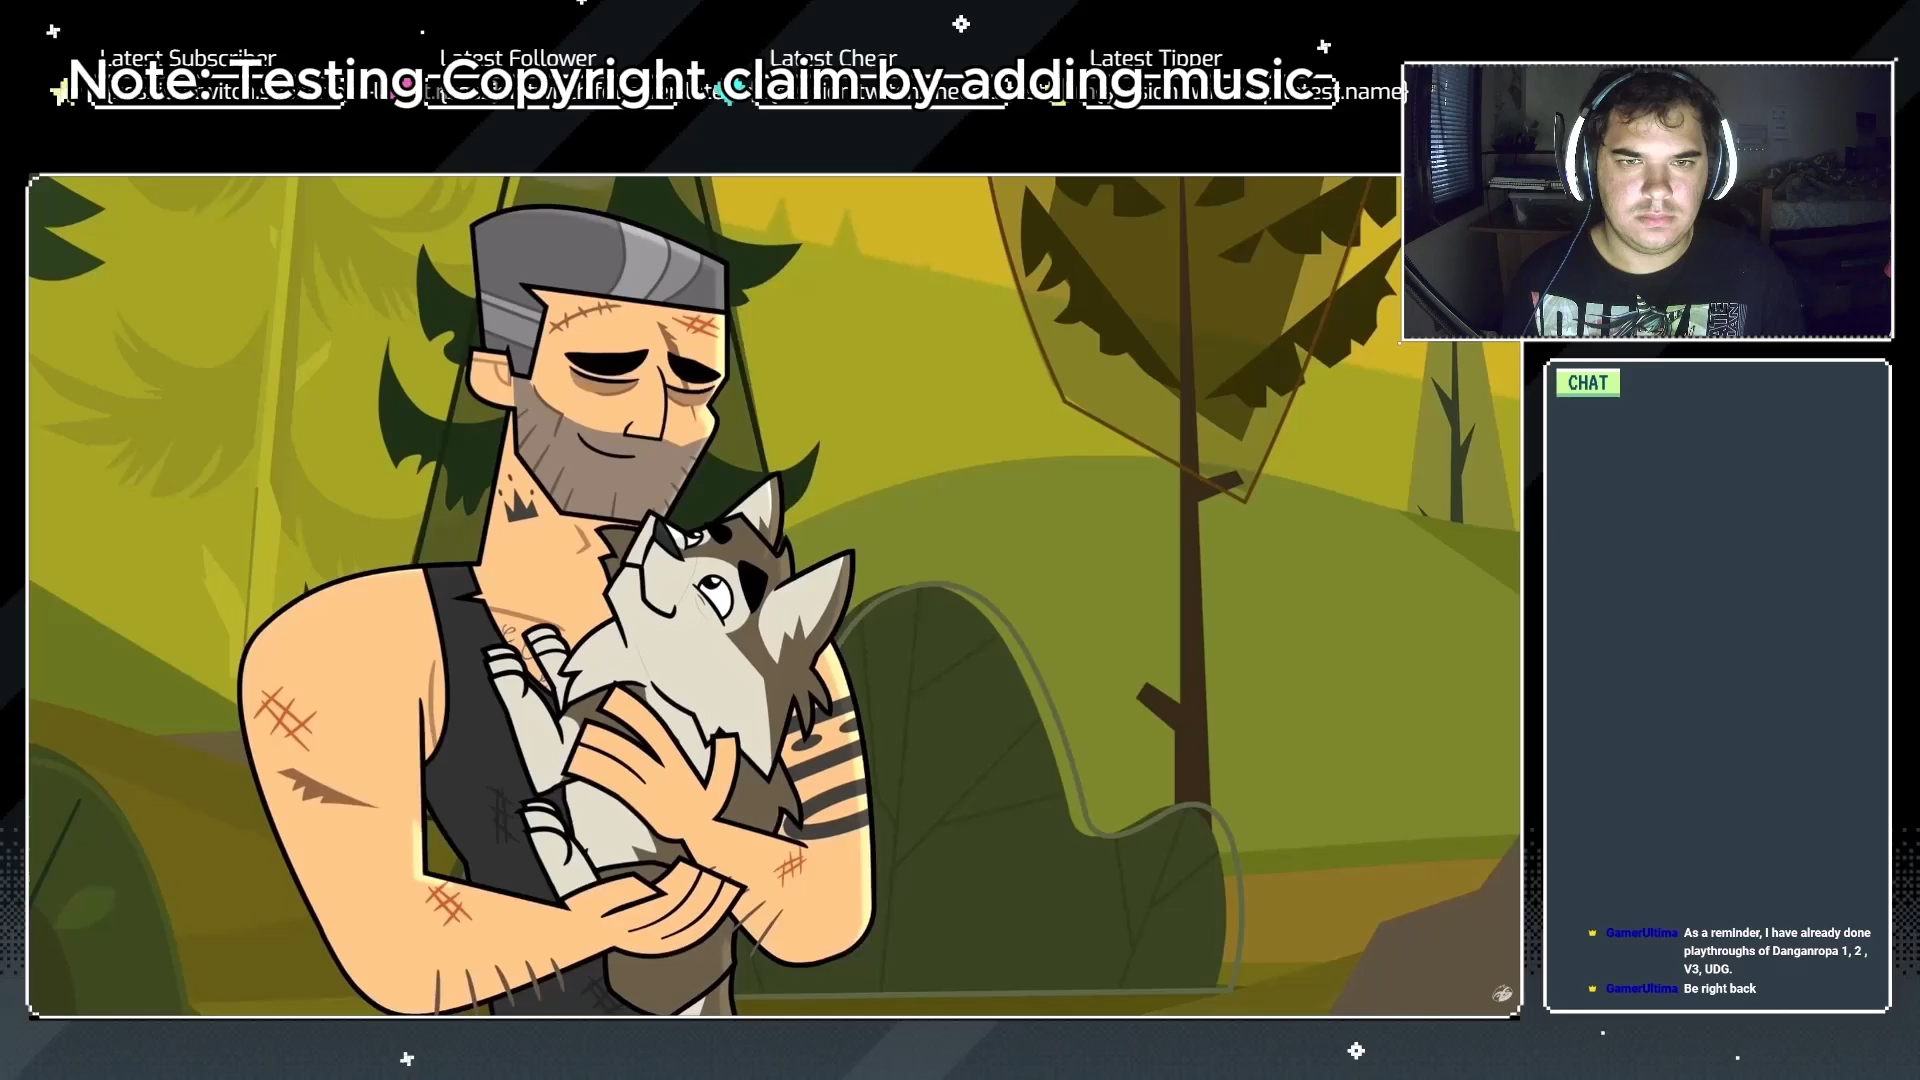 Latest Subscriber
Latest Follower
Latest Cheer
Latest Tipper
Note: Testing Copyright claim by adding music
CHAT
GamerUltima As a reminder, I have already done
playthroughs of Danganropa 1, 2 ,
V3, UDG.
GamerUltima Be right back